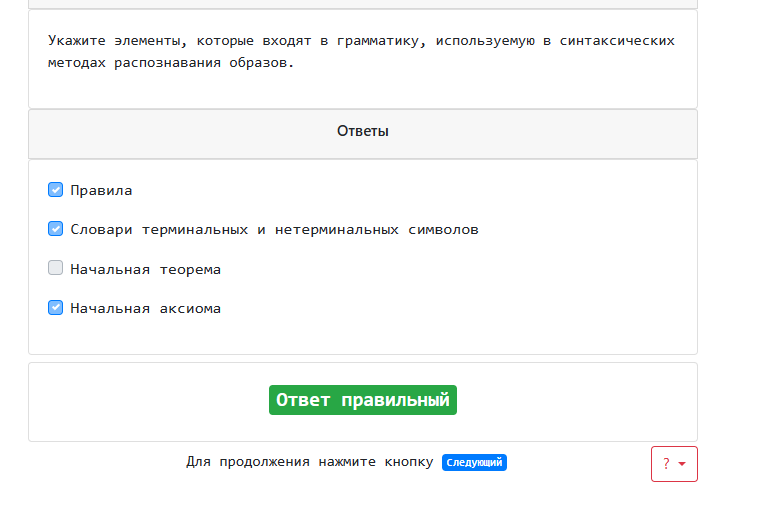 Укажите элементы, которые входят в грамматику, используемую в синтаксических
методах распознавания образов.
Ответы
Правила
Словари терминальных и нетерминальных символов
Начальная теорема
Начальная аксиома
Ответ правильный
Для продолжения нажмите кнопку Следующий
?